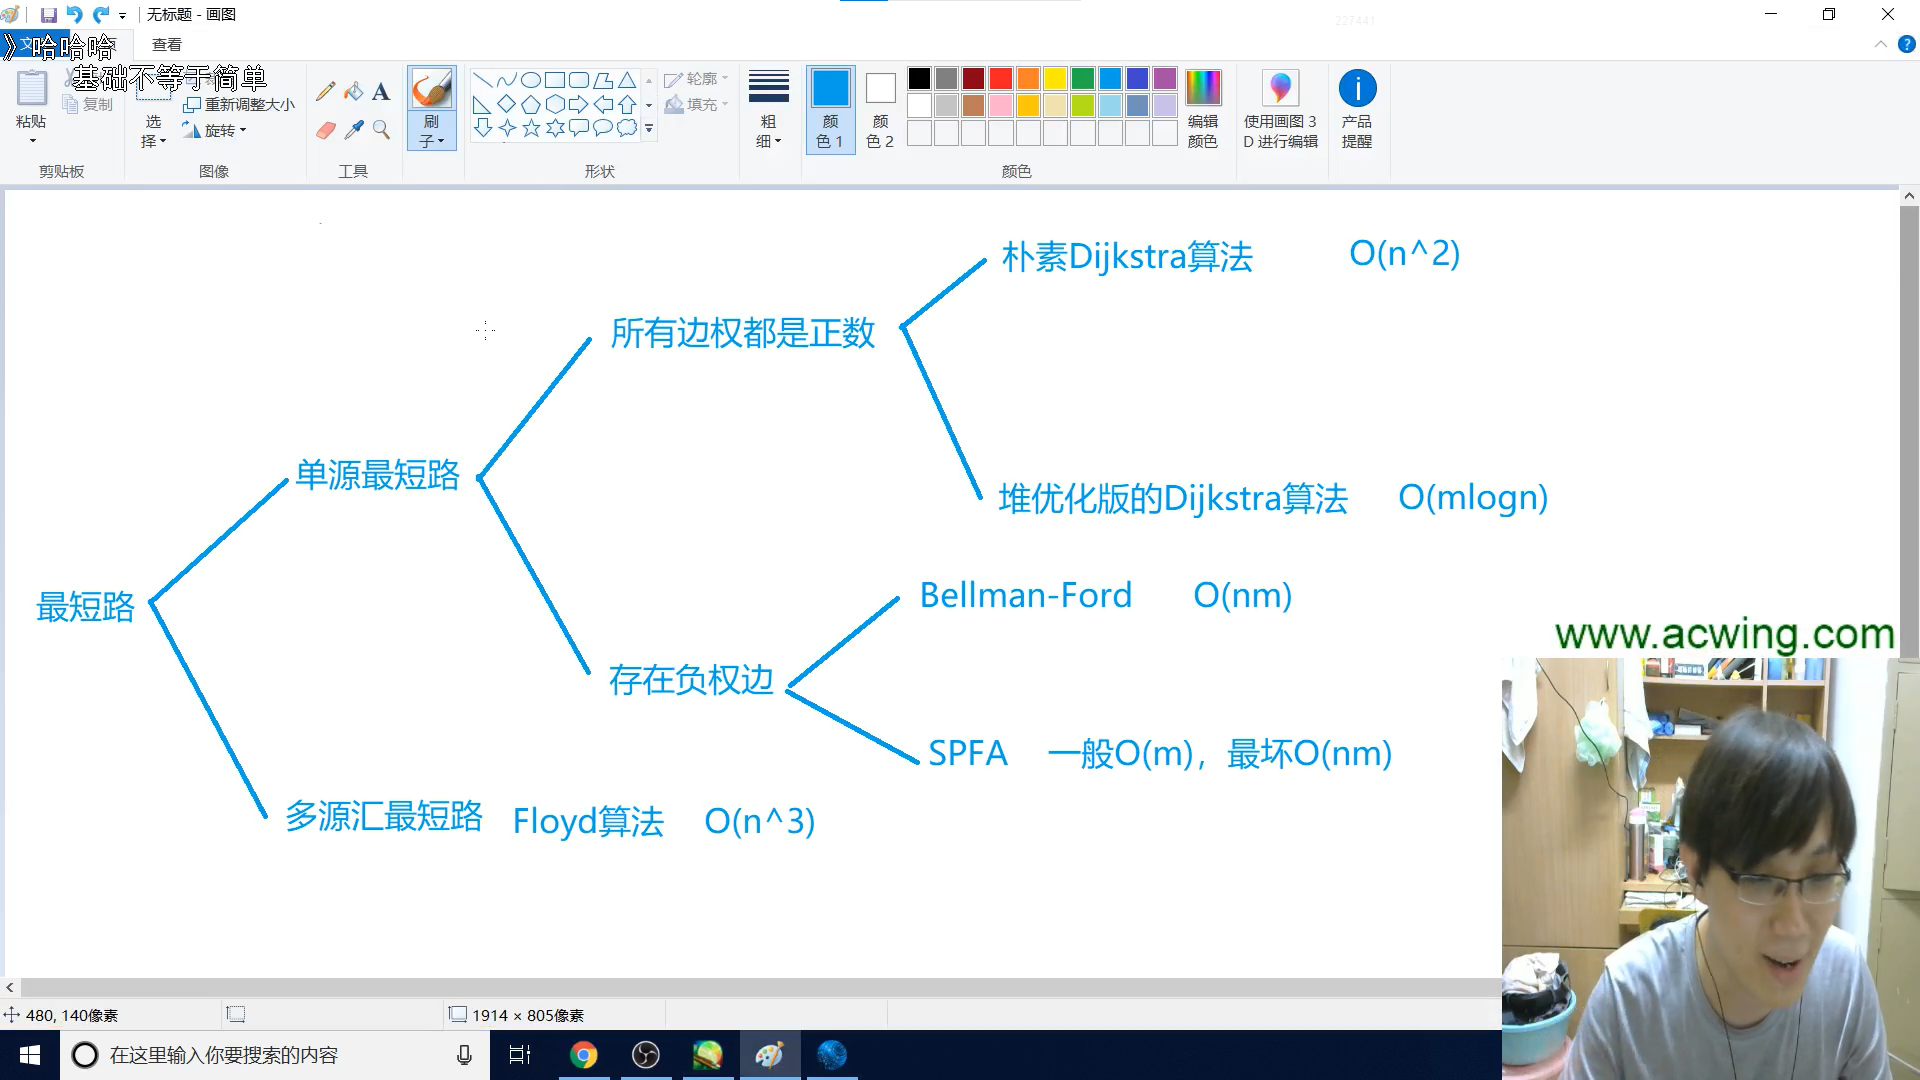 无标题 - 画图
227441
》哈哈哈
查看
基础不等于简单
粘贴
复制
选择
重新调整大小
旋转
刷子
轮廓
填充
粗细
颜色 1
颜色 2
编辑颜色
使用画图 3D 进行编辑
产品提醒
剪贴板
图像
工具
形状
颜色
朴素Dijkstra算法 O(n^2)
所有边权都是正数
单源最短路
堆优化版的Dijkstra算法 O(mlogn)
最短路
Bellman-Ford O(nm)
www.acwing.com
存在负权边
SPFA 一般O(m)，最坏O(nm)
多源汇最短路 Floyd算法 O(n^3)
480, 140像素
1914 × 805像素
在这里输入你要搜索的内容